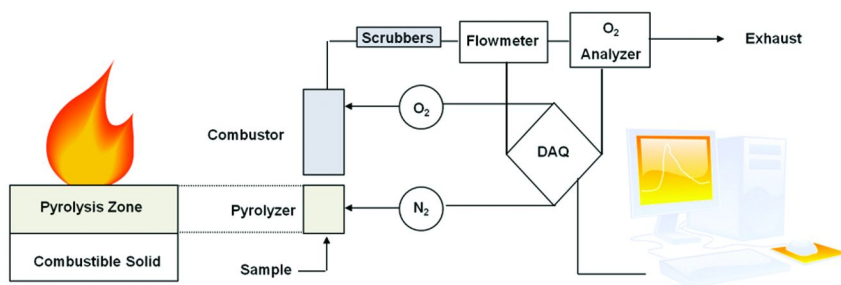 Scrubbers
Flowmeter
O₂
Analyzer
Exhaust
Combustor
O₂
DAQ
Pyrolysis Zone
Pyrolyzer
N₂
Combustible Solid
Sample